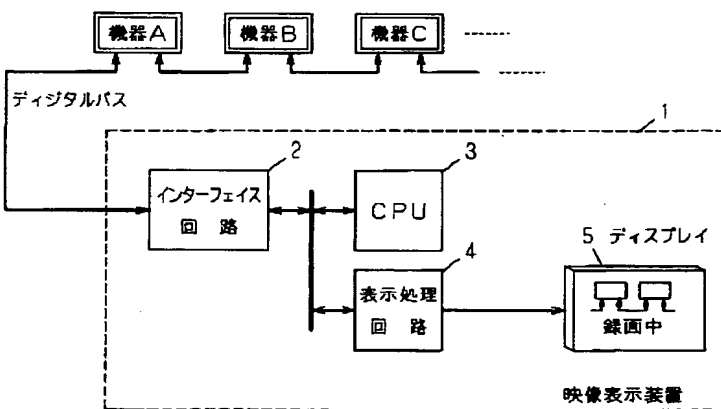 機器A 機器B 機器C
ディジタルバス
1
2
3
インターフェイス
回路
CPU
4
5 ディスプレイ
表示処理
回路
録画中
映像表示装置